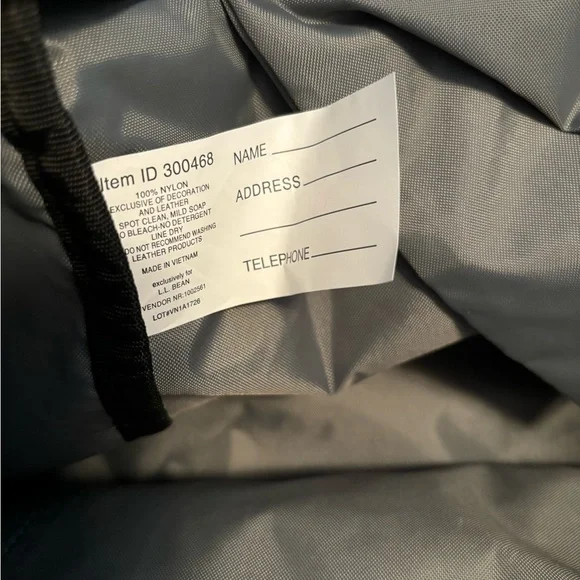 Item ID 300468
100% NYLON
EXCLUSIVE OF DECORATION
AND LEATHER
SPOT CLEAN, MILD SOAP
O BLEACH-NO DETERGENT
LINE DRY
DO NOT RECOMMEND WASHING
LEATHER PRODUCTS
MADE IN VIETNAM
exclusively for
L.L. BEAN
VENDOR NR:1002561
LOT#VN1A1726
NAME
ADDRESS
TELEPHONE